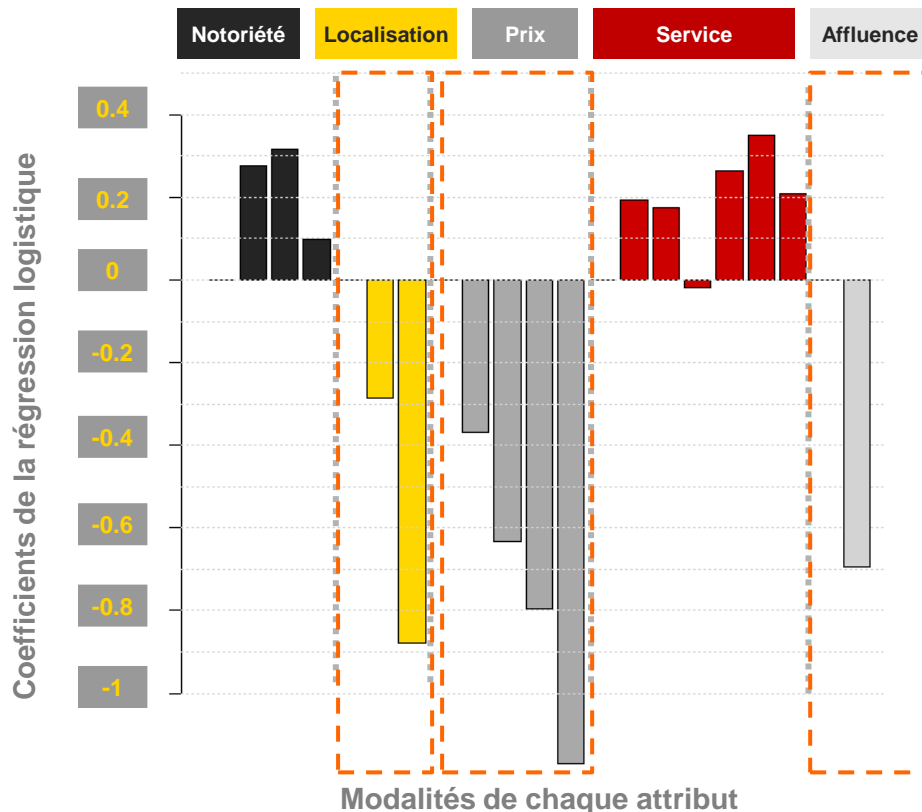 Notoriété
Localisation
Prix
Service
Affluence
Coefficients de la régression logistique
0.4
0.2
0
-0.2
-0.4
-0.6
-0.8
-1
Modalités de chaque attribut